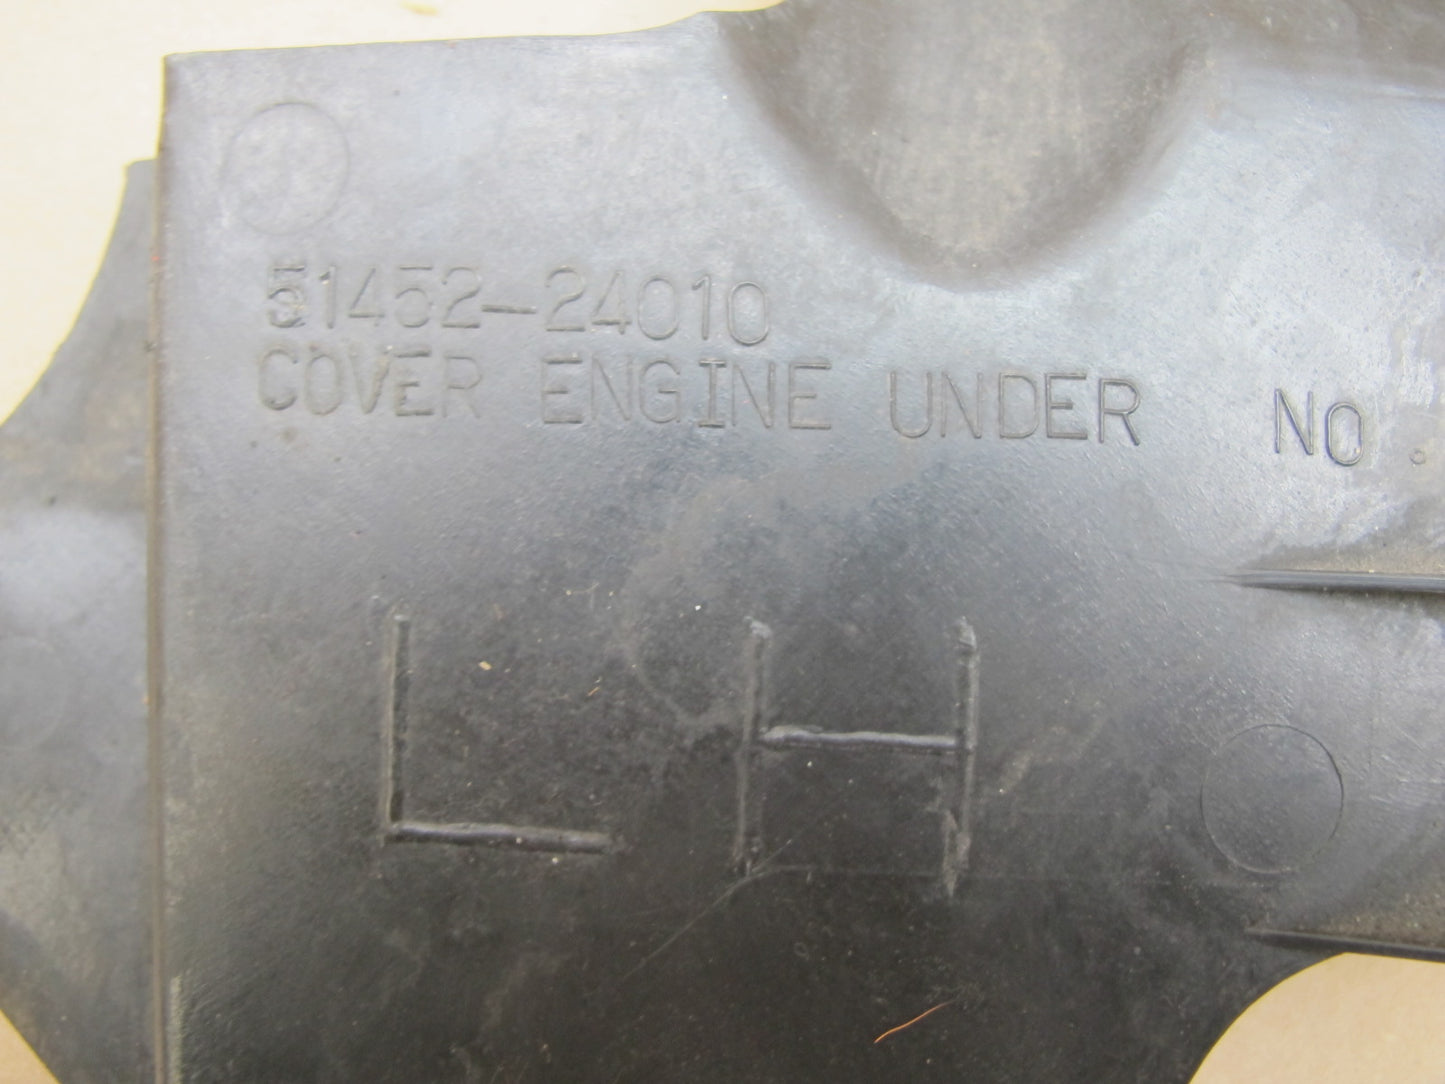 51452-24010
COVER ENGINE UNDER NO.
LH